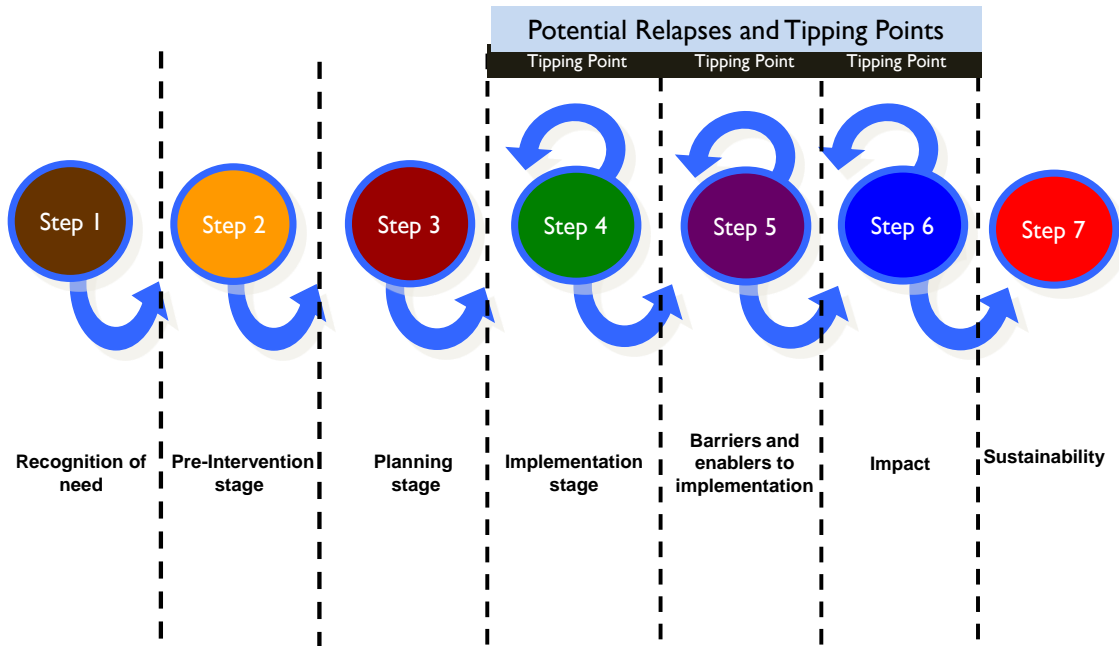 Potential Relapses and Tipping Points
Tipping Point
Tipping Point
Tipping Point
Step 1
Step 2
Step 3
Step 4
Step 5
Step 6
Step 7
Recognition of
need
Pre-Intervention
stage
Planning
stage
Implementation
stage
Barriers and
enablers to
implementation
Impact
Sustainability